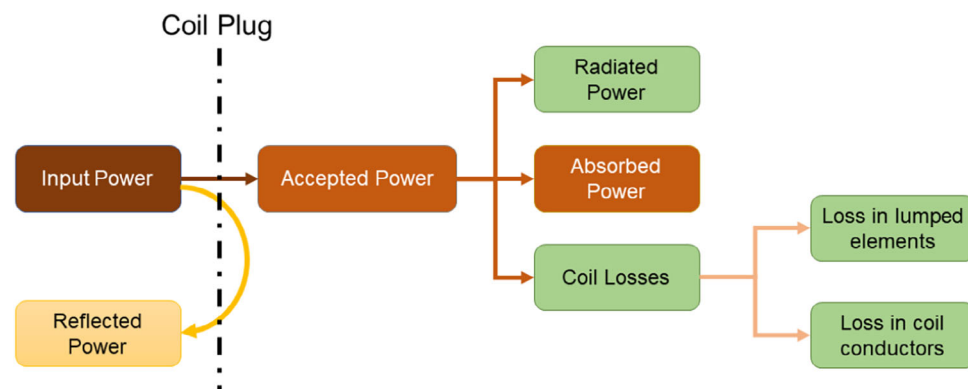 Coil Plug
Radiated
Power
Input Power
Accepted Power
Absorbed
Power
Loss in lumped
elements
Coil Losses
Reflected
Power
Loss in coil
conductors